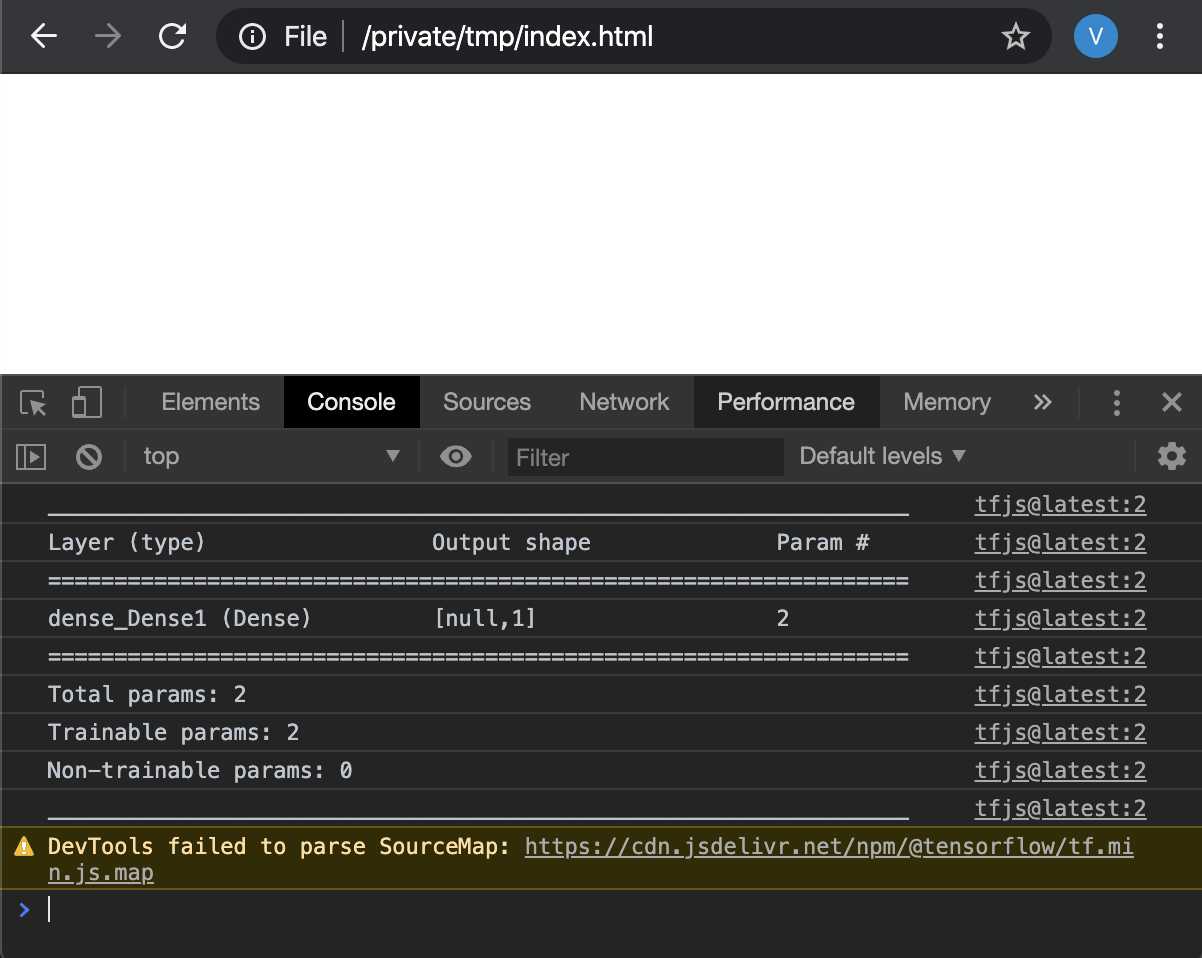 File | /private/tmp/index.html V
Elements Console Sources Network Performance Memory »
top Filter Default levels
_________________________________________________________________ tfjs@latest:2
Layer (type) Output shape Param # tfjs@latest:2
================================================================= tfjs@latest:2
dense_Dense1 (Dense) [null,1] 2 tfjs@latest:2
================================================================= tfjs@latest:2
Total params: 2 tfjs@latest:2
Trainable params: 2 tfjs@latest:2
Non-trainable params: 0 tfjs@latest:2
_________________________________________________________________ tfjs@latest:2
DevTools failed to parse SourceMap: https://cdn.jsdelivr.net/npm/@tensorflow/tf.mi
n.js.map
>